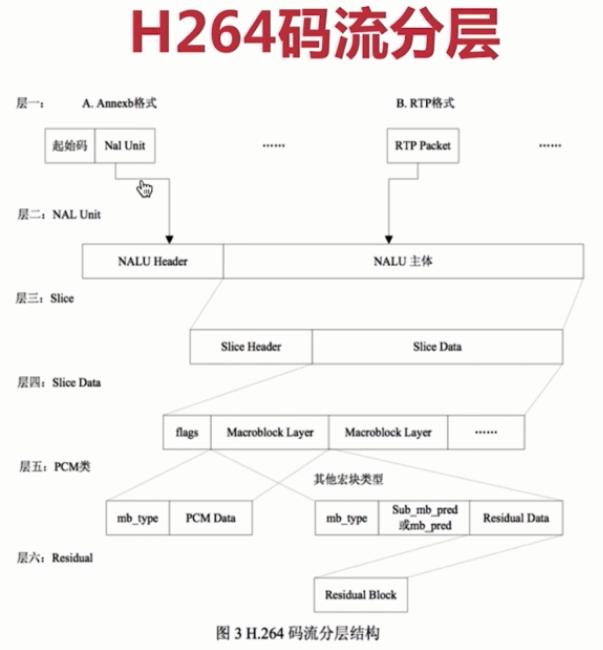 H264码流分层
层一： A. Annexb格式 B. RTP格式
起始码 Nal Unit …… RTP Packet ……
层二：NAL Unit
NALU Header NALU 主体
层三：Slice
Slice Header Slice Data
层四：Slice Data
flags Macroblock Layer Macroblock Layer ……
层五：PCM类
其他宏块类型
mb_type PCM Data mb_type Sub_mb_pred 或mb_pred Residual Data
层六：Residual
Residual Block
图 3 H.264 码流分层结构